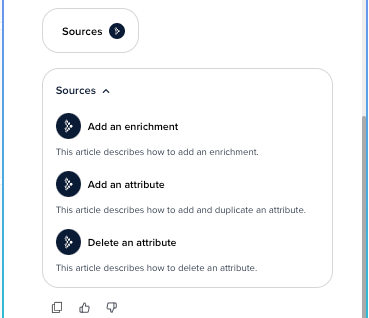 Sources
Sources
Add an enrichment
This article describes how to add an enrichment.
Add an attribute
This article describes how to add and duplicate an attribute.
Delete an attribute
This article describes how to delete an attribute.